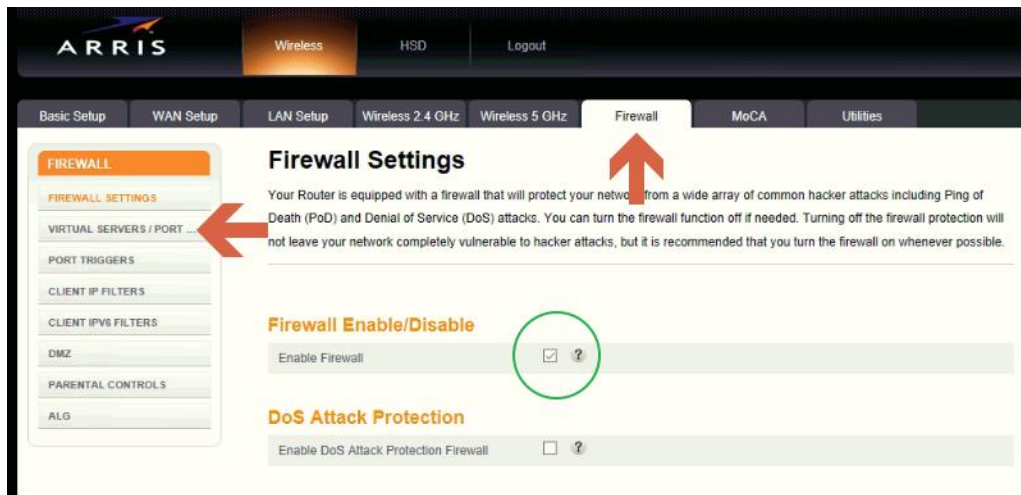 ARRIS
Wireless HSD Logout
Basic Setup WAN Setup LAN Setup Wireless 2.4 GHz Wireless 5 GHz Firewall MoCA Utilities
FIREWALL
FIREWALL SETTINGS
VIRTUAL SERVERS / PORT ...
PORT TRIGGERS
CLIENT IP FILTERS
CLIENT IPV6 FILTERS
DMZ
PARENTAL CONTROLS
ALG
Firewall Settings
Your Router is equipped with a firewall that will protect your network from a wide array of common hacker attacks including Ping of
Death (PoD) and Denial of Service (DoS) attacks. You can turn the firewall function off if needed. Turning off the firewall protection will
not leave your network completely vulnerable to hacker attacks, but it is recommended that you turn the firewall on whenever possible.
Firewall Enable/Disable
Enable Firewall ?
DoS Attack Protection
Enable DoS Attack Protection Firewall ?